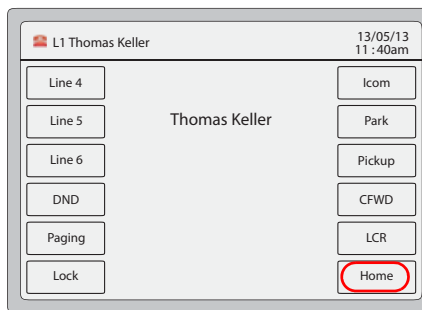 L1 Thomas Keller
13/05/13
11 :40am
Line 4
Icom
Line 5
Thomas Keller
Park
Line 6
Pickup
DND
CFWD
Paging
LCR
Lock
Home